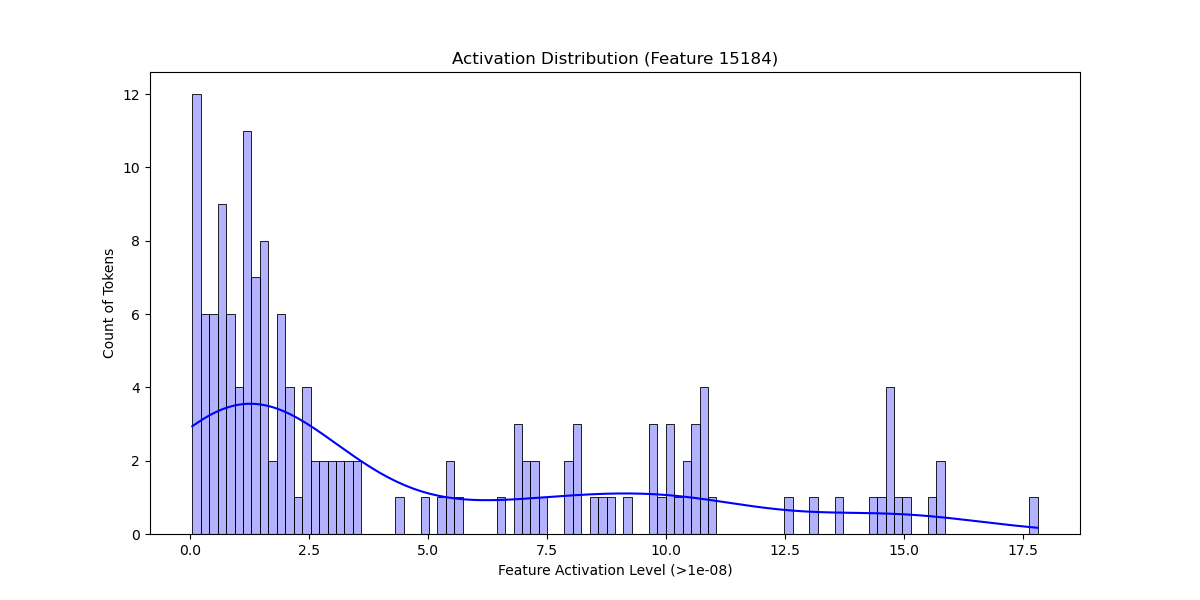 Activation Distribution (Feature 15184)
Count of Tokens
12
10
8
6
4
2
0
0.0 2.5 5.0 7.5 10.0 12.5 15.0 17.5
Feature Activation Level (>1e-08)